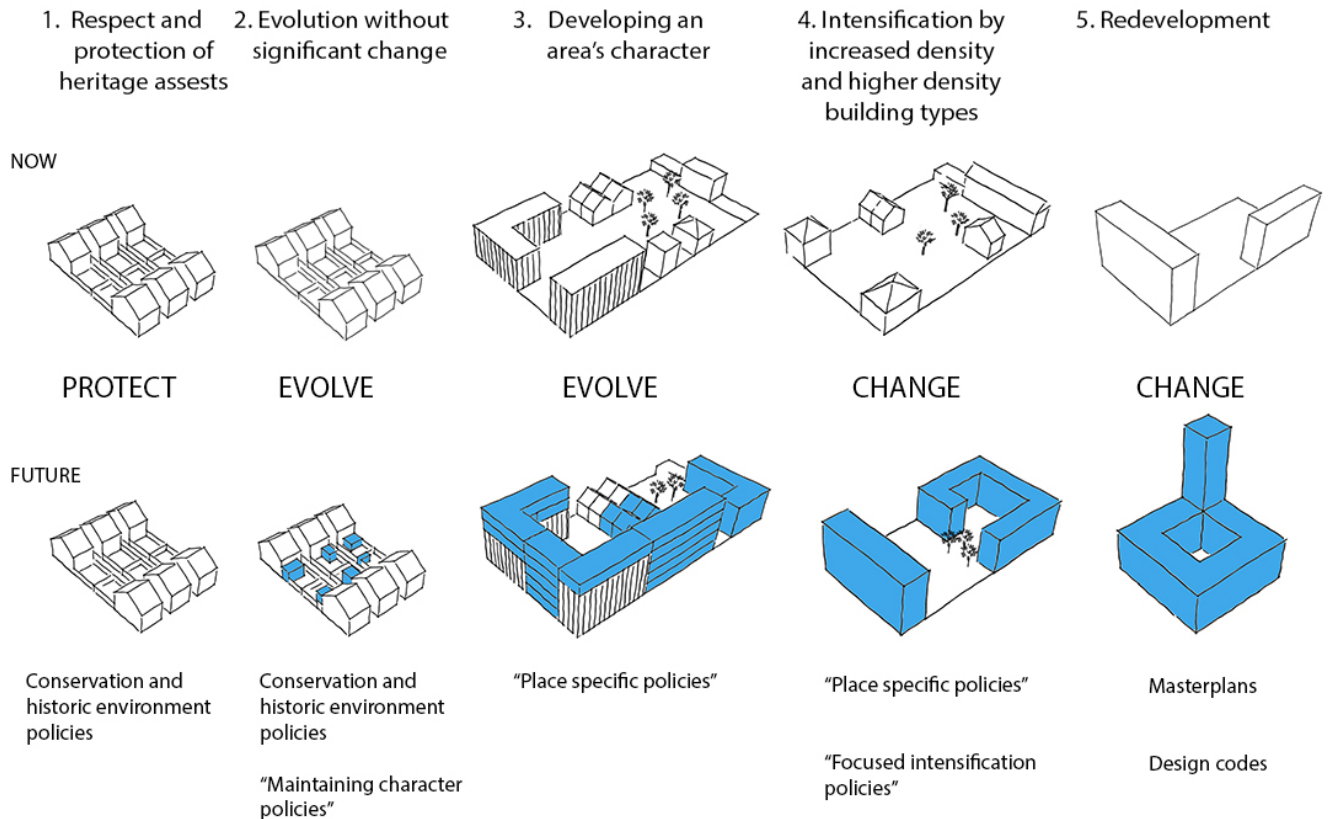 1. Respect and
protection of
heritage assests
2. Evolution without
significant change
3. Developing an
area's character
4. Intensification by
increased density
and higher density
building types
5. Redevelopment
NOW
PROTECT
EVOLVE
EVOLVE
CHANGE
CHANGE
FUTURE
Conservation and
historic environment
policies
Conservation and
historic environment
policies
"Maintaining character
policies"
"Place specific policies"
"Place specific policies"
"Focused intensification
policies"
Masterplans
Design codes